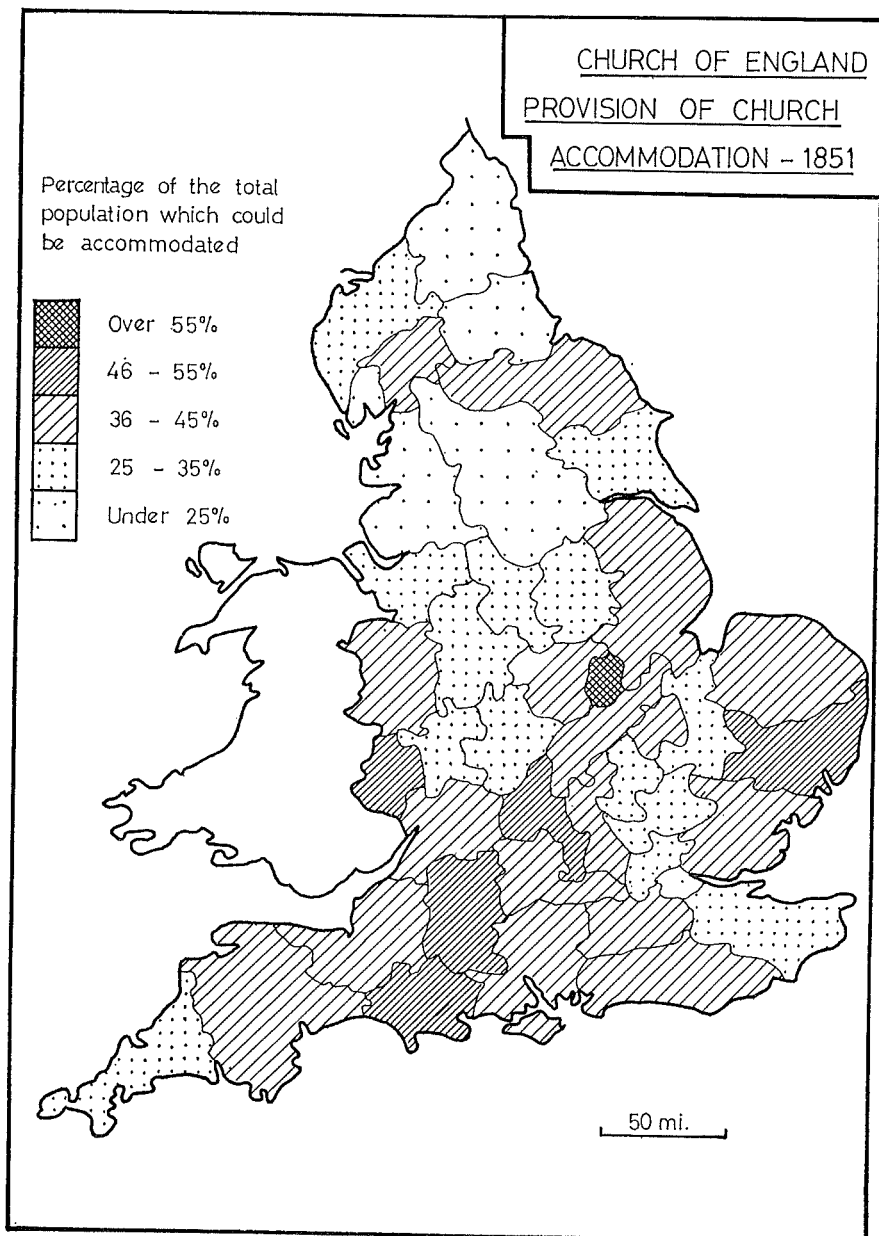 CHURCH OF ENGLAND
PROVISION OF CHURCH
ACCOMMODATION - 1851
Percentage of the total
population which could
be accommodated
Over 55%
46 - 55%
36 - 45%
25 - 35%
Under 25%
50 mi.